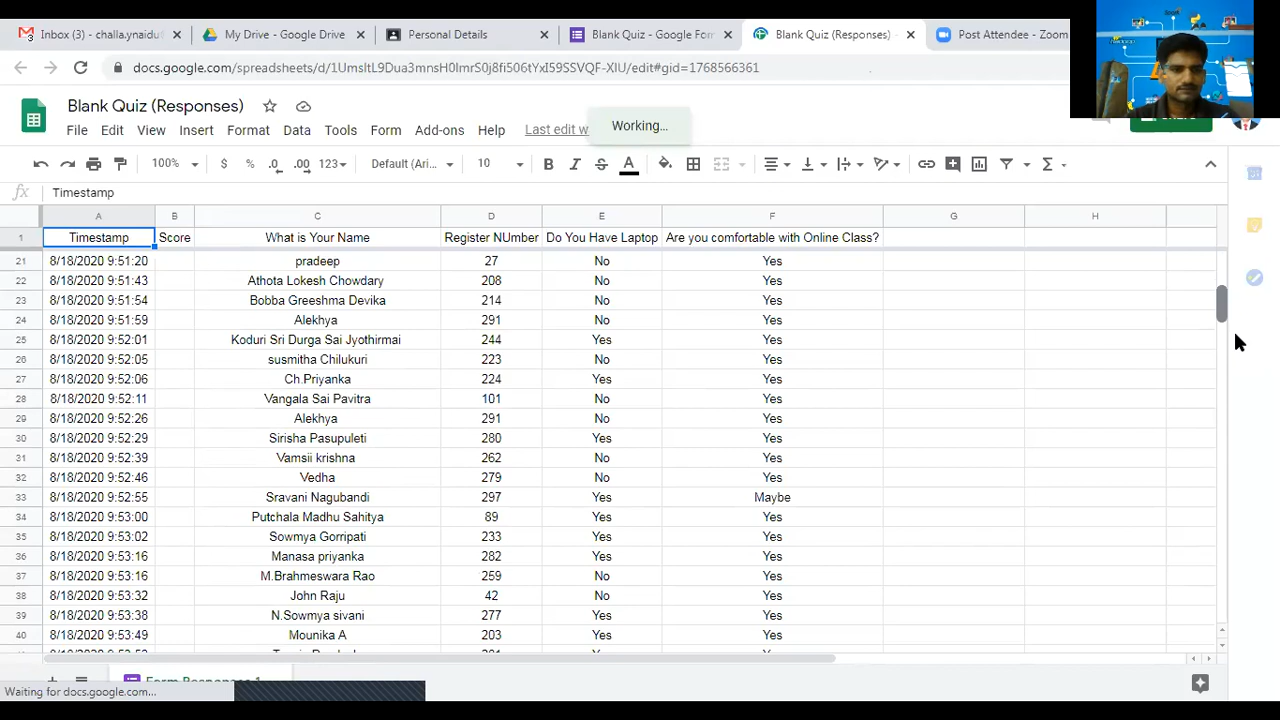 Inbox (3) - challa.ynaidu
My Drive - Google Drive
Personal Details
Blank Quiz - Google For
Blank Quiz (Responses)
Post Attendee - Zoom
Blank Quiz (Responses)
File Edit View Insert Format Data Tools Form Add-ons Help Last edit w
Working...
100% $ % .0 .00 123 Default (Ari... 10 B I S A
fx Timestamp
A B C D E F G H
1 Timestamp Score What is Your Name Register NUmber Do You Have Laptop Are you comfortable with Online Class?
21 8/18/2020 9:51:20 pradeep 27 No Yes
22 8/18/2020 9:51:43 Athota Lokesh Chowdary 208 No Yes
23 8/18/2020 9:51:54 Bobba Greeshma Devika 214 No Yes
24 8/18/2020 9:51:59 Alekhya 291 No Yes
25 8/18/2020 9:52:01 Koduri Sri Durga Sai Jyothirmai 244 Yes Yes
26 8/18/2020 9:52:05 susmitha Chilukuri 223 No Yes
27 8/18/2020 9:52:06 Ch.Priyanka 224 Yes Yes
28 8/18/2020 9:52:11 Vangala Sai Pavitra 101 No Yes
29 8/18/2020 9:52:26 Alekhya 291 No Yes
30 8/18/2020 9:52:29 Sirisha Pasupuleti 280 Yes Yes
31 8/18/2020 9:52:39 Vamsii krishna 262 No Yes
32 8/18/2020 9:52:46 Vedha 279 No Yes
33 8/18/2020 9:52:55 Sravani Nagubandi 297 Yes Maybe
34 8/18/2020 9:53:00 Putchala Madhu Sahitya 89 Yes Yes
35 8/18/2020 9:53:02 Sowmya Gorripati 233 Yes Yes
36 8/18/2020 9:53:16 Manasa priyanka 282 Yes Yes
37 8/18/2020 9:53:16 M.Brahmeswara Rao 259 No Yes
38 8/18/2020 9:53:32 John Raju 42 No Yes
39 8/18/2020 9:53:38 N.Sowmya sivani 277 Yes Yes
40 8/18/2020 9:53:49 Mounika A 203 Yes Yes
Waiting for docs.google.com...